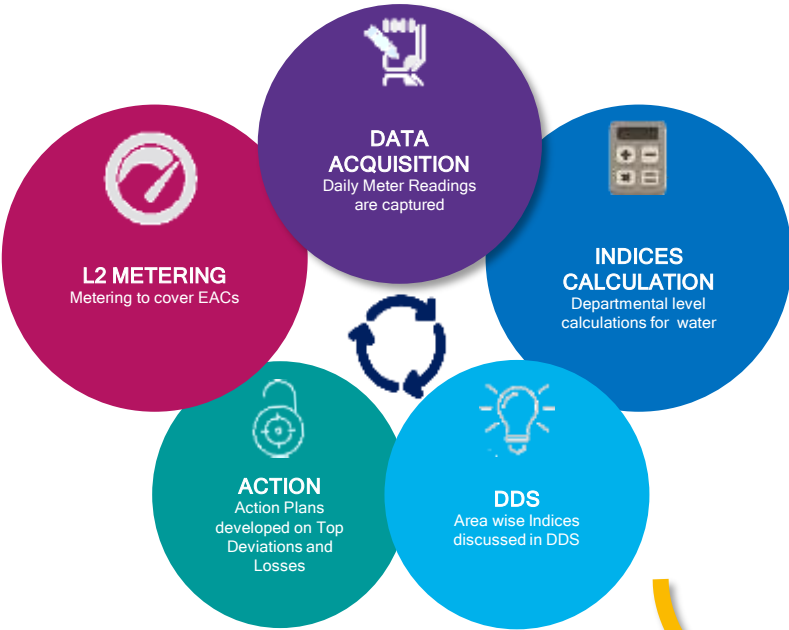 DATA
ACQUISITION
Daily Meter Readings
are captured
L2 METERING
Metering to cover EACs
INDICES
CALCULATION
Departmental level
calculations for water
ACTION
Action Plans
developed on Top
Deviations and
Losses
DDS
Area wise Indices
discussed in DDS